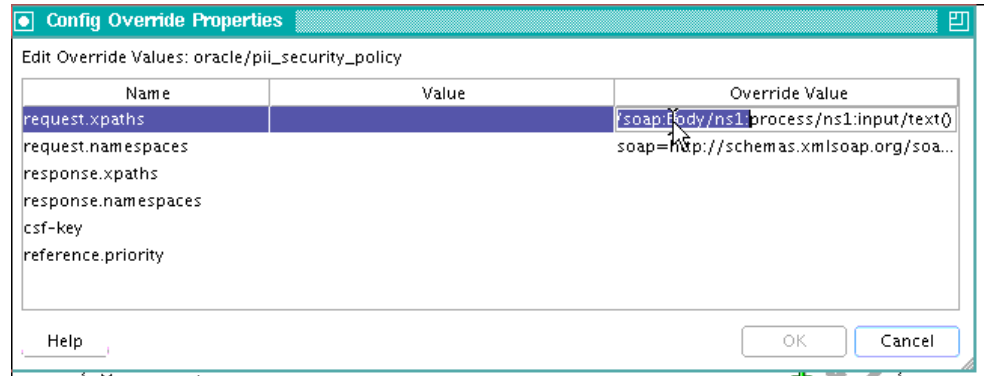 Config Override Properties
Edit Override Values: oracle/pii_security_policy
Name Value Override Value
request.xpaths /soap:Body/ns1:process/ns1:input/text()
request.namespaces soap=http://schemas.xmlsoap.org/soa...
response.xpaths
response.namespaces
csf-key
reference.priority
Help OK Cancel